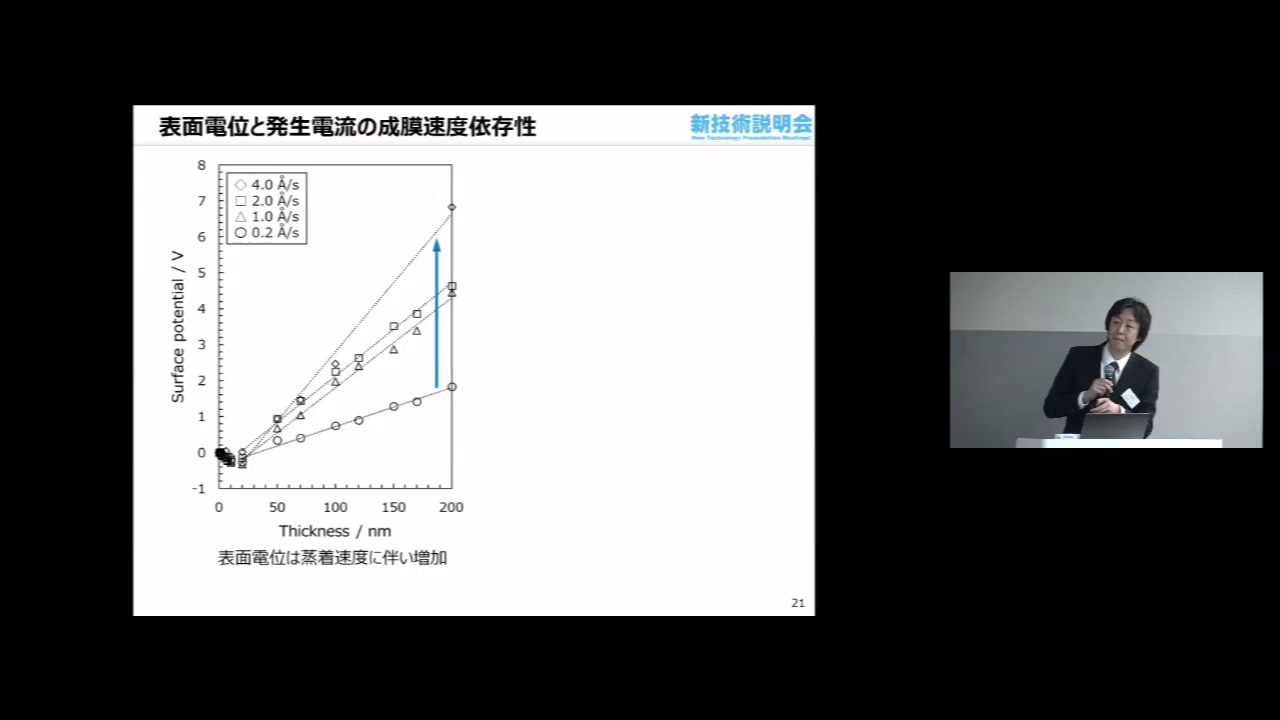 表面電位と発生電流の成膜速度依存性
新技術説明会
New Technology Presentation Meetings!
8
7
6
5
4
3
2
1
0
-1
Surface potential / V
4.0 Å/s
2.0 Å/s
1.0 Å/s
0.2 Å/s
0 50 100 150 200
Thickness / nm
表面電位は蒸着速度に伴い増加
21